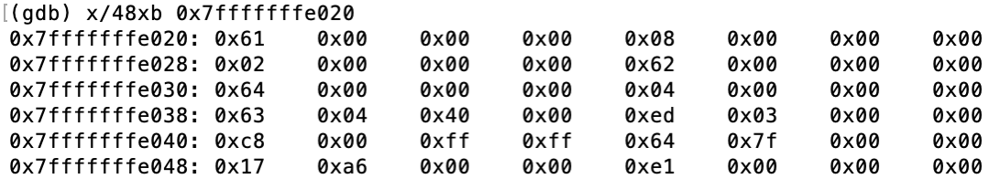 [(gdb) x/48xb 0x7fffffffe020
0x7fffffffe020: 0x61 0x00 0x00 0x00 0x08 0x00 0x00 0x00
0x7fffffffe028: 0x02 0x00 0x00 0x00 0x62 0x00 0x00 0x00
0x7fffffffe030: 0x64 0x00 0x00 0x00 0x04 0x00 0x00 0x00
0x7fffffffe038: 0x63 0x04 0x40 0x00 0xed 0x03 0x00 0x00
0x7fffffffe040: 0xc8 0x00 0xff 0xff 0x64 0x7f 0x00 0x00
0x7fffffffe048: 0x17 0xa6 0x00 0x00 0xe1 0x00 0x00 0x00